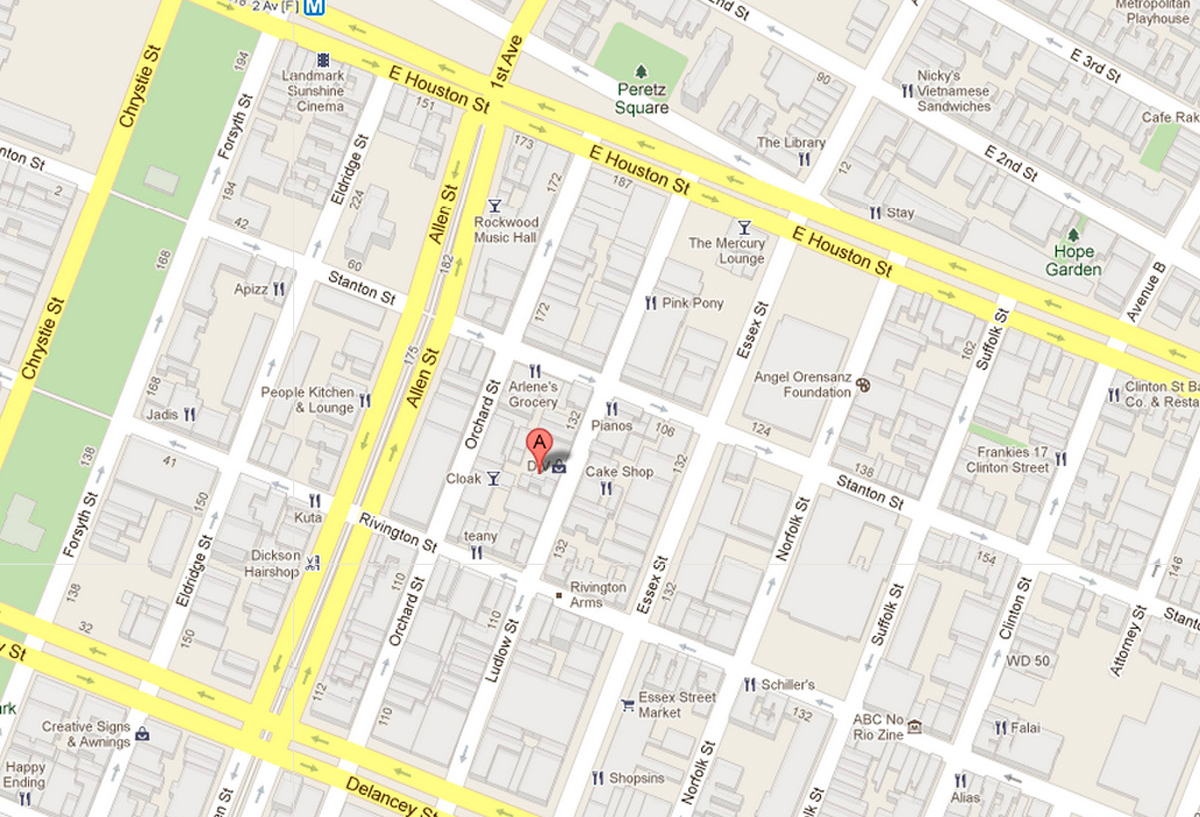 2 Av [F]
M
2nd St
Metropolitan
Playhouse
1st Ave
Chrystie St
194
Landmark
Sunshine
Cinema
E Houston St
151
Peretz
Square
90
E 3rd St
Nicky's
Vietnamese
Sandwiches
Cafe Rak
Forsyth St
Eldridge St
173
The Library
E 2nd St
nton St
2
194
224
42
Allen St
172
E Houston St
187
12
Rockwood
Music Hall
The Mercury
Lounge
Stay
E Houston St
Hope
Garden
168
60
182
Apizz
Stanton St
172
Pink Pony
Essex St
Suffolk St
Avenue B
Chrystie St
175
162
168
People Kitchen
& Lounge
Allen St
Orchard St
Arlene's
Grocery
Angel Orensanz
Foundation
Clinton St Ba
Co. & Resta
Jadis
132
Pianos
106
124
A
138
41
Cloak
Cake Shop
132
138
Stanton St
Frankies 17
Clinton Street
150
Kuta
Rivington St
Norfolk St
Forsyth St
Eldridge St
Dickson
Hairshop
teany
132
154
146
138
110
Orchard St
Rivington
Arms
Essex St
132
Suffolk St
Clinton St
Attorney St
Stanto
32
150
110
Ludlow St
WD 50
y St
112
110
Schiller's
132
ark
Creative Signs
& Awnings
Essex Street
Market
ABC No
Rio Zine
Falai
Happy
Ending
Delancey St
Shopsins
Norfolk St
lk St
Alias
en St